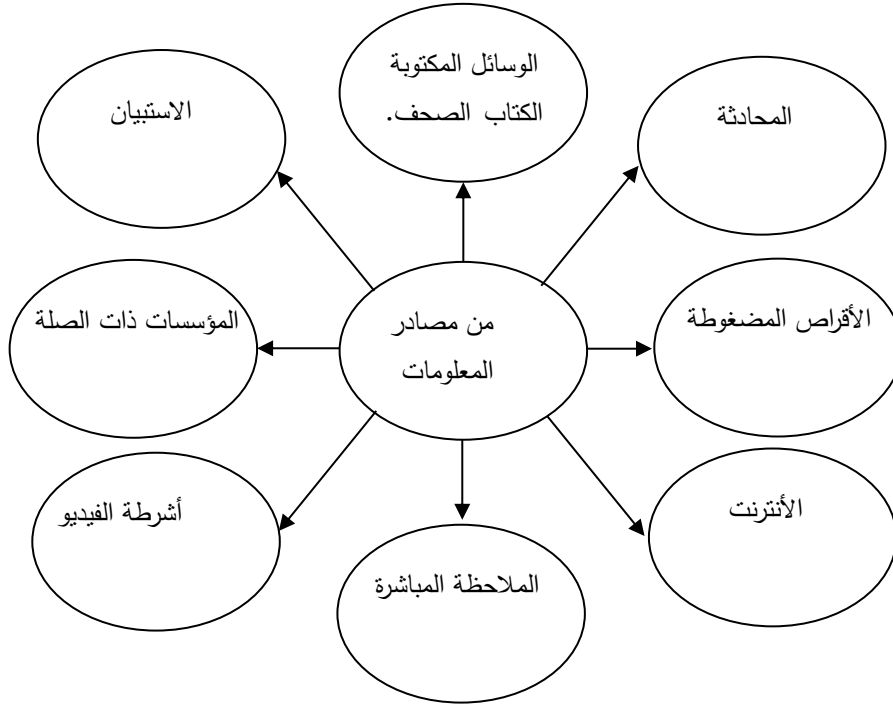 الوسائل المكتوبة
الكتاب الصحف.
المحادثة
الاستبيان
الأقراص المضغوطة
من مصادر
المعلومات
المؤسسات ذات الصلة
الأنترنت
أشرطة الفيديو
الملاحظة المباشرة